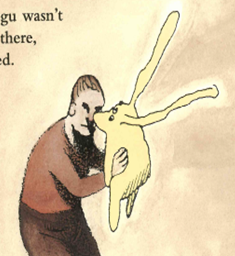 gu wasn't
there,
ed.